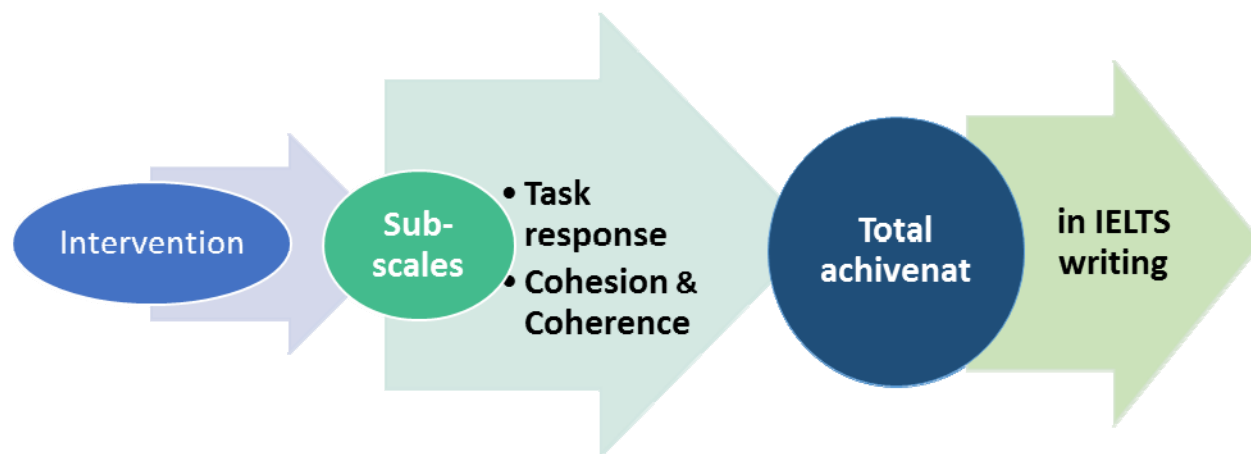 Intervention
Sub-
scales
• Task
response
• Cohesion &
Coherence
Total
achivenat
in IELTS
writing